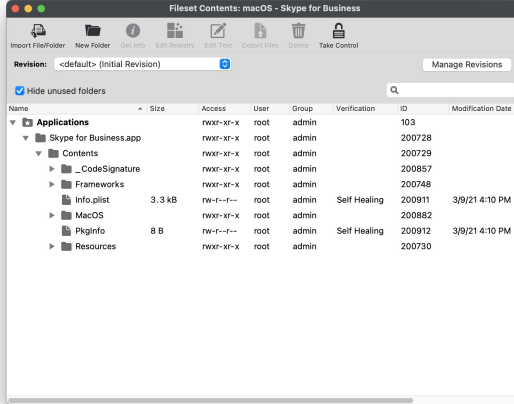 Fileset Contents: macOS - Skype for Business
Import File/Folder New Folder Get Info Edit Registry Edit Text Export Files Delete Take Control
Revision: <default> (Initial Revision) Manage Revisions
Hide unused folders
Name Size Access User Group Verification ID Modification Date
Applications rwxr-xr-x root admin 103
Skype for Business.app rwxr-xr-x root admin 200728
Contents rwxr-xr-x root admin 200729
_CodeSignature rwxr-xr-x root admin 200857
Frameworks rwxr-xr-x root admin 200748
Info.plist 3.3 kB rw-r--r-- root admin Self Healing 200911 3/9/21 4:10 PM
MacOS rwxr-xr-x root admin 200882
PkgInfo 8 B rw-r--r-- root admin Self Healing 200912 3/9/21 4:10 PM
Resources rwxr-xr-x root admin 200730